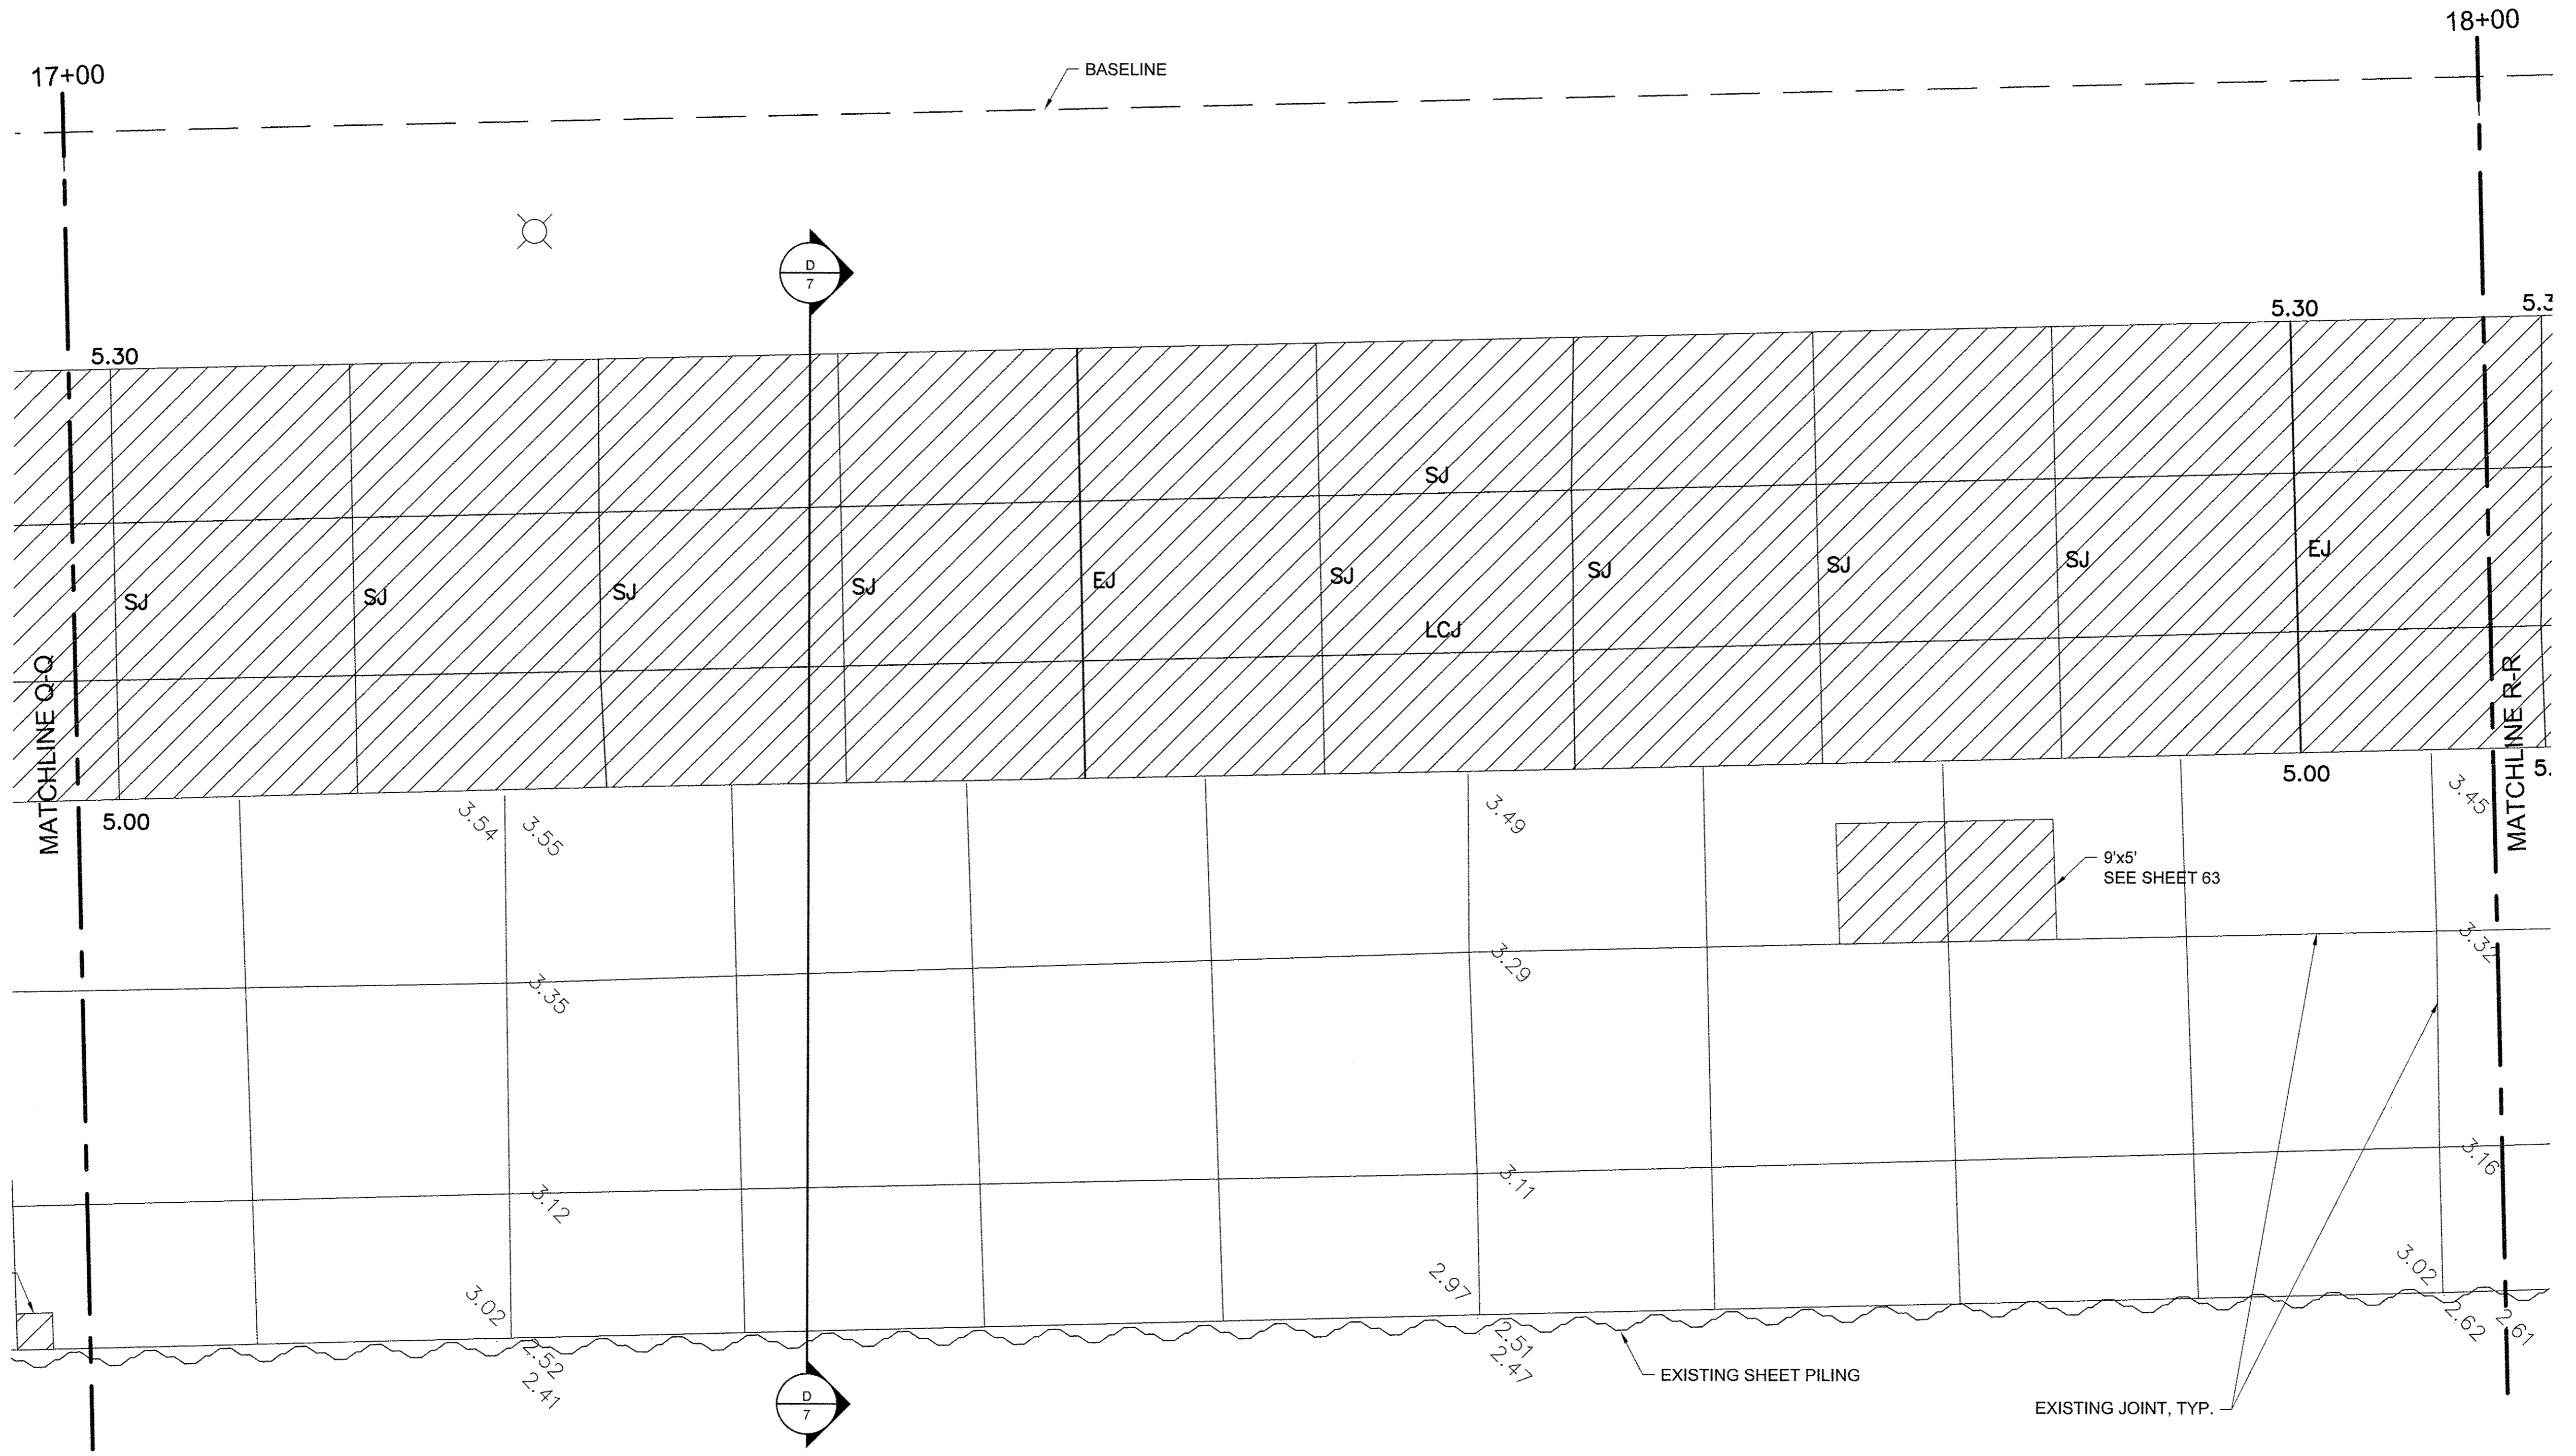 18+00
17+00
BASELINE
D
7
5.30
5.3
5.30
SJ
EJ
SJ
SJ
SJ
SJ
SJ
SJ
EJ
SJ
SJ
LCJ
MATCHLINE Q-Q
MATCHLINE R-R
5.00
5.
5.00
3.54
3.55
3.49
3.45
9'x5'
SEE SHEET 63
3.35
3.29
3.32
3.12
3.11
3.16
3.02
2.97
3.02
2.52
2.41
2.51
2.47
2.62
2.61
EXISTING SHEET PILING
EXISTING JOINT, TYP.
D
7